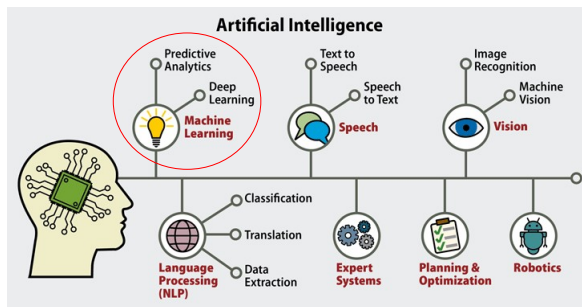 Artificial Intelligence
Predictive
Analytics
Deep
Learning
Machine
Learning
Text to
Speech
Speech
to Text
Speech
Image
Recognition
Machine
Vision
Vision
Classification
Translation
Data
Extraction
Language
Processing
(NLP)
Expert
Systems
Planning &
Optimization
Robotics